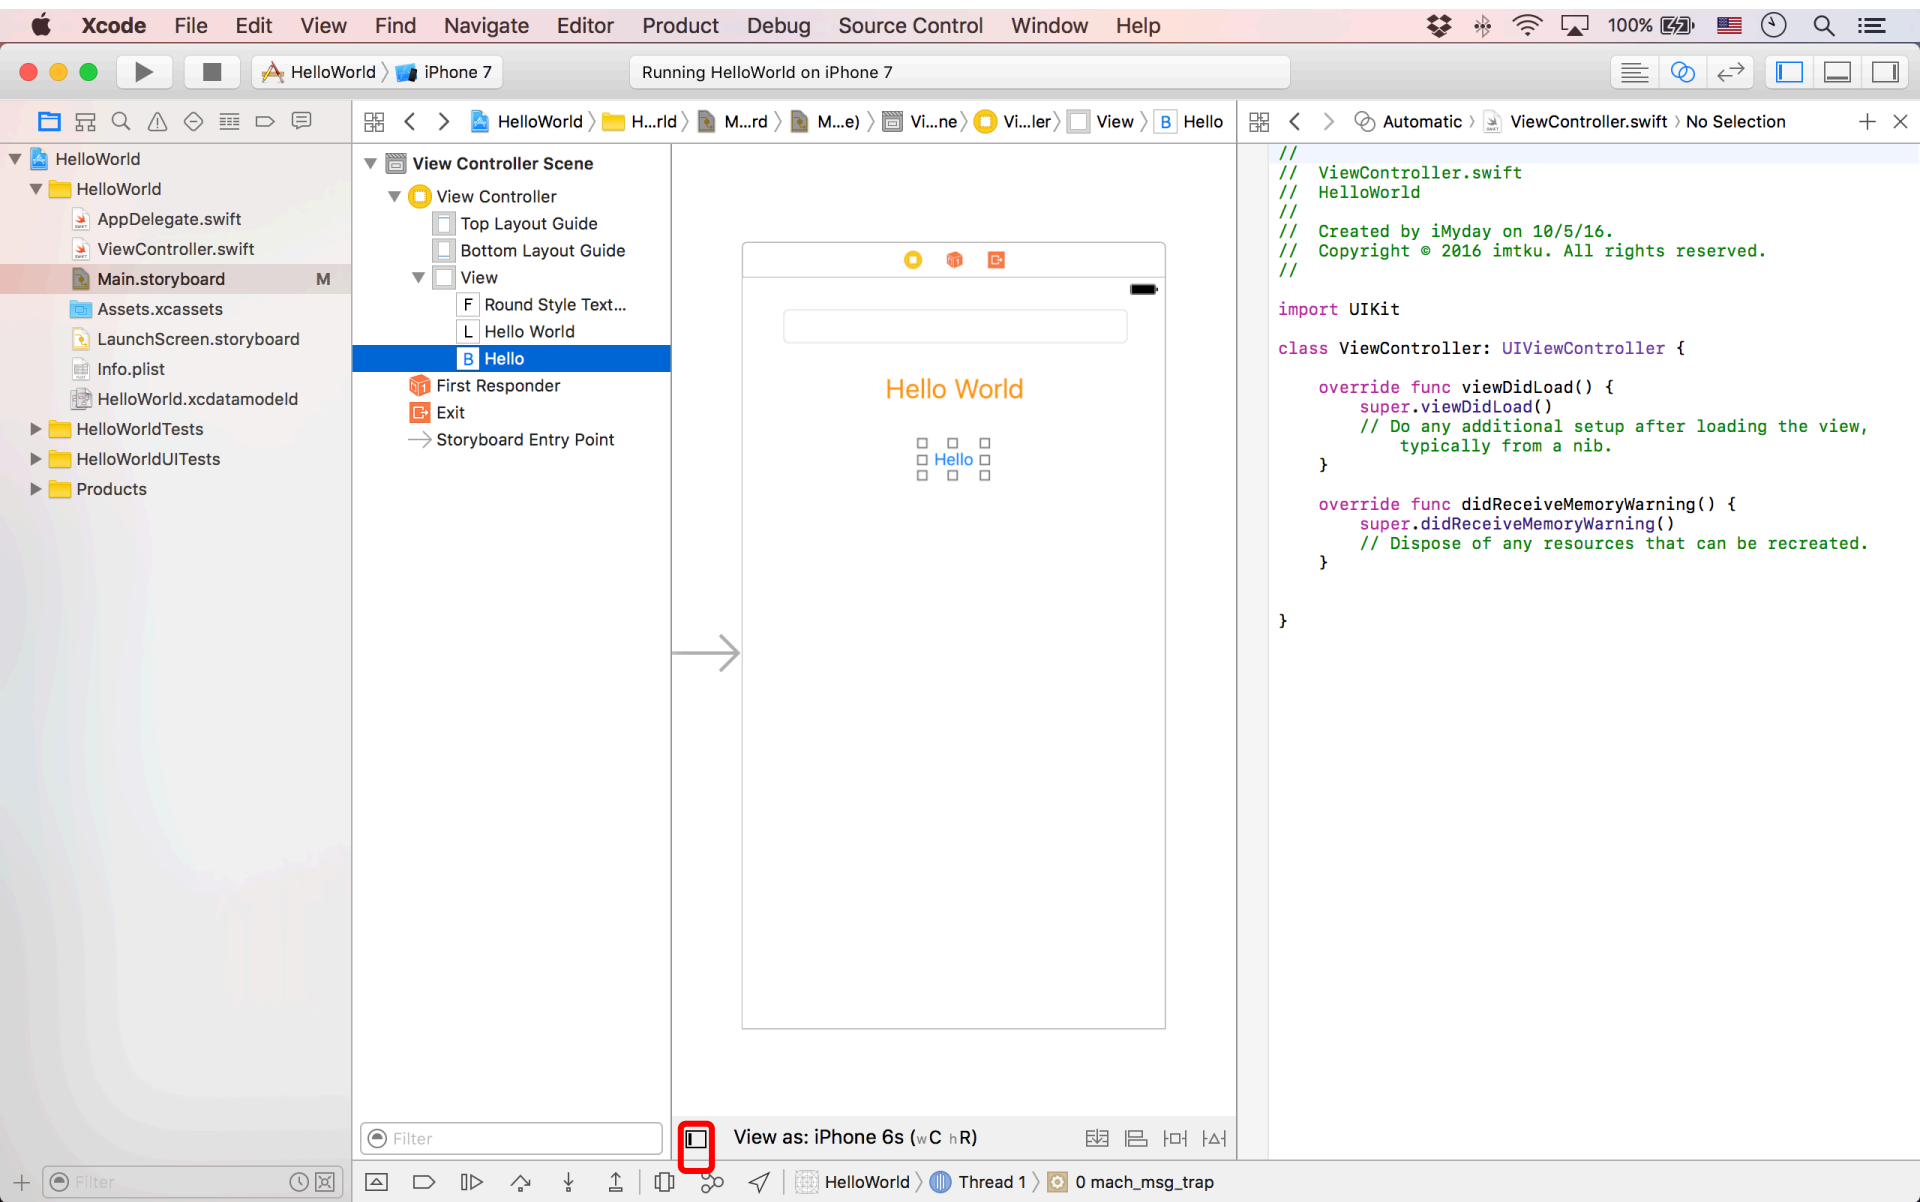 Xcode File Edit View Find Navigate Editor Product Debug Source Control Window Help 100%
HelloWorld iPhone 7 Running HelloWorld on iPhone 7
HelloWorld H...rld M...rd M...e) Vi...ne Vi...ler View B Hello
Automatic ViewController.swift No Selection
HelloWorld
HelloWorld
AppDelegate.swift
ViewController.swift
Main.storyboard M
Assets.xcassets
LaunchScreen.storyboard
Info.plist
HelloWorld.xcdatamodeld
HelloWorldTests
HelloWorldUITests
Products
Filter
View Controller Scene
View Controller
Top Layout Guide
Bottom Layout Guide
View
F Round Style Text...
L Hello World
B Hello
First Responder
Exit
Storyboard Entry Point
Filter
Hello World
Hello
View as: iPhone 6s (wC hR)
HelloWorld Thread 1 0 mach_msg_trap
//
// ViewController.swift
// HelloWorld
//
// Created by iMyday on 10/5/16.
// Copyright © 2016 imtku. All rights reserved.
//
import UIKit
class ViewController: UIViewController {
override func viewDidLoad() {
super.viewDidLoad()
// Do any additional setup after loading the view,
typically from a nib.
}
override func didReceiveMemoryWarning() {
super.didReceiveMemoryWarning()
// Dispose of any resources that can be recreated.
}
}